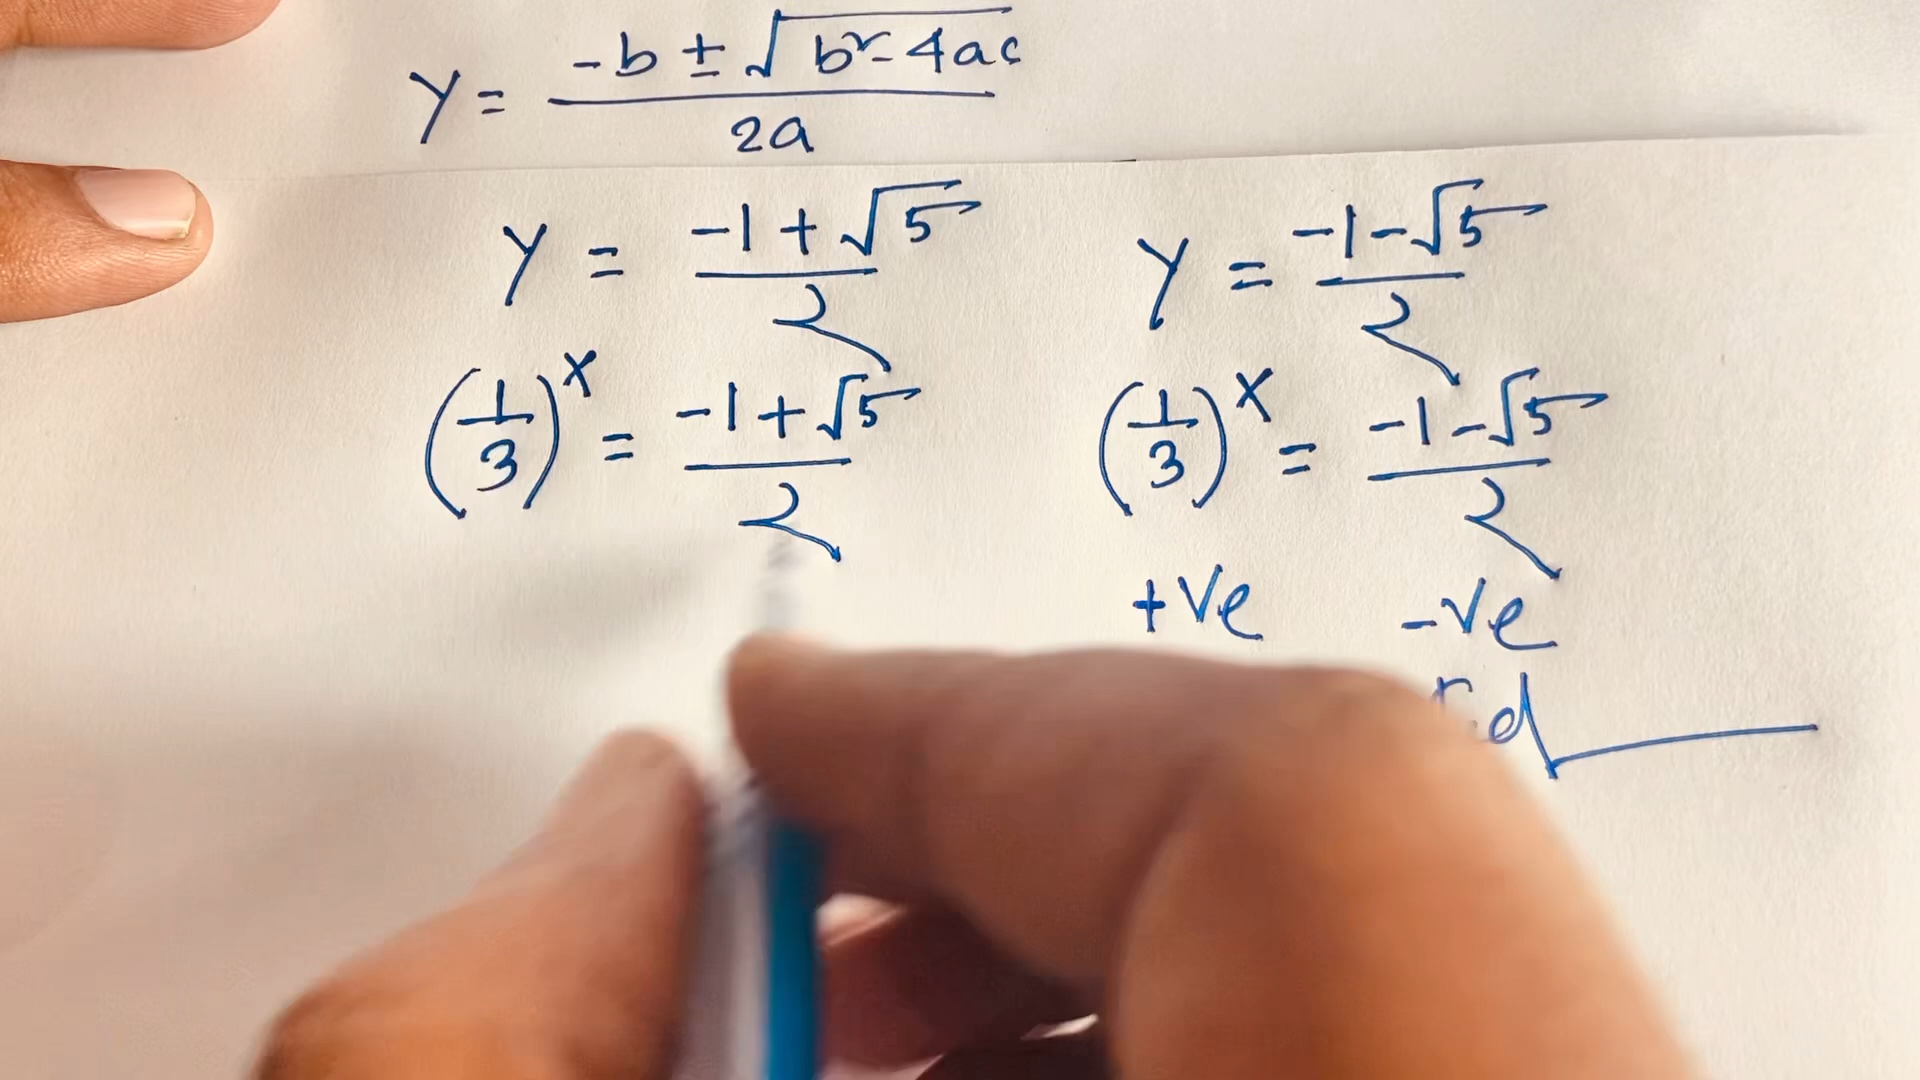 y = (-b ± √(b² - 4ac)) / 2a
y = (-1 + √5) / 2    y = (-1 - √5) / 2
(1/3)^x = (-1 + √5) / 2    (1/3)^x = (-1 - √5) / 2
+ve    -ve